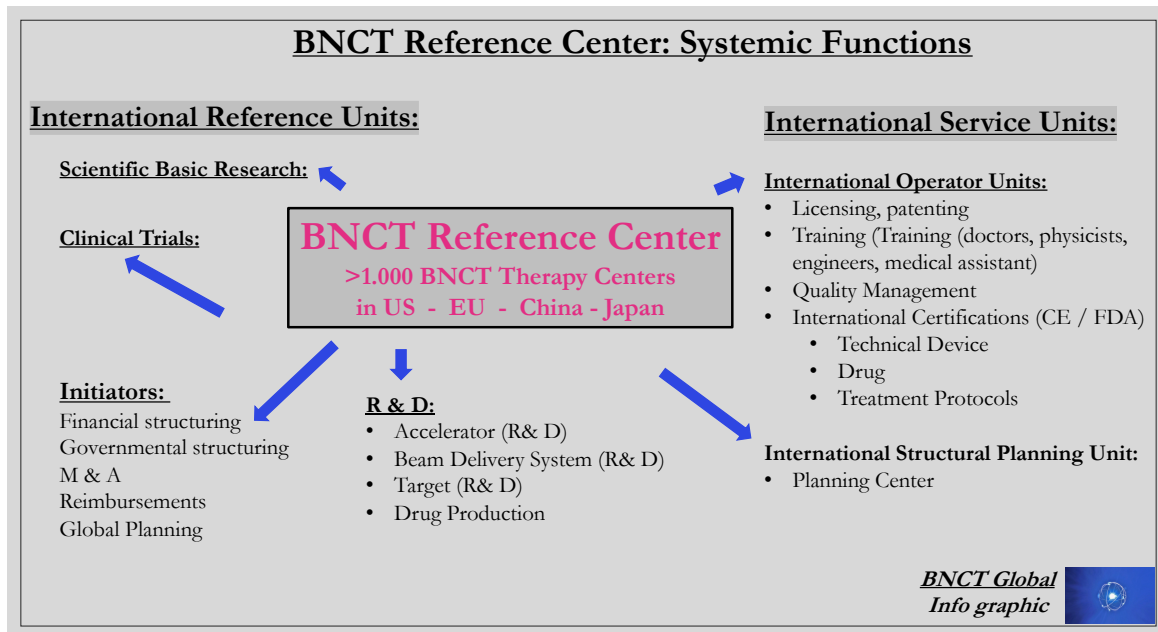 BNCT Reference Center: Systemic Functions
International Reference Units:
Scientific Basic Research:
Clinical Trials:
BNCT Reference Center
>1.000 BNCT Therapy Centers
in US - EU - China - Japan
Initiators:
Financial structuring
Governmental structuring
M & A
Reimbursements
Global Planning
R & D:
• Accelerator (R& D)
• Beam Delivery System (R& D)
• Target (R& D)
• Drug Production
International Service Units:
International Operator Units:
• Licensing, patenting
• Training (Training (doctors, physicists,
engineers, medical assistant)
• Quality Management
• International Certifications (CE / FDA)
• Technical Device
• Drug
• Treatment Protocols
International Structural Planning Unit:
• Planning Center
BNCT Global
Info graphic